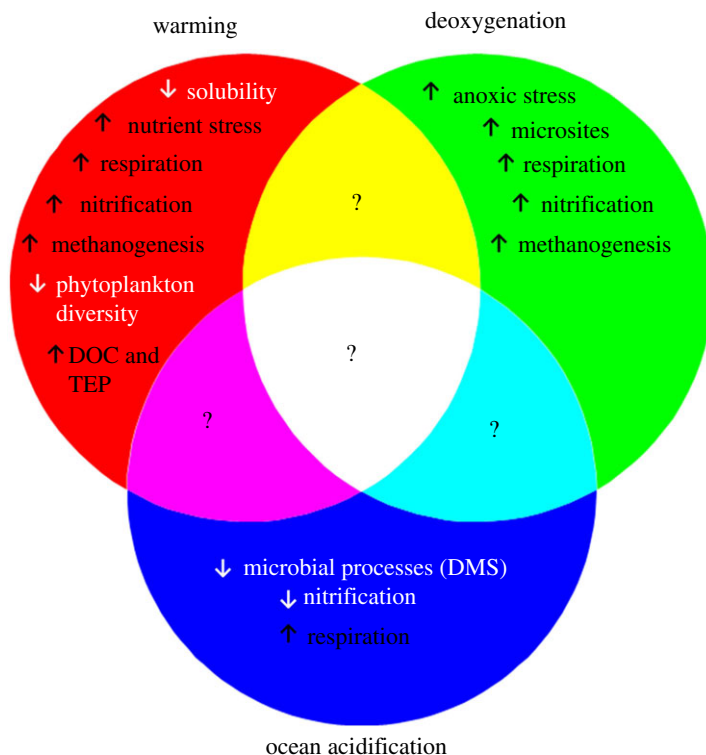 warming
deoxygenation
↓ solubility
↑ nutrient stress
↑ respiration
↑ nitrification
↑ methanogenesis
↓ phytoplankton
diversity
↑ DOC and
TEP
↑ anoxic stress
↑ microsites
↑ respiration
↑ nitrification
↑ methanogenesis
?
?
?
?
↓ microbial processes (DMS)
↓ nitrification
↑ respiration
ocean acidification